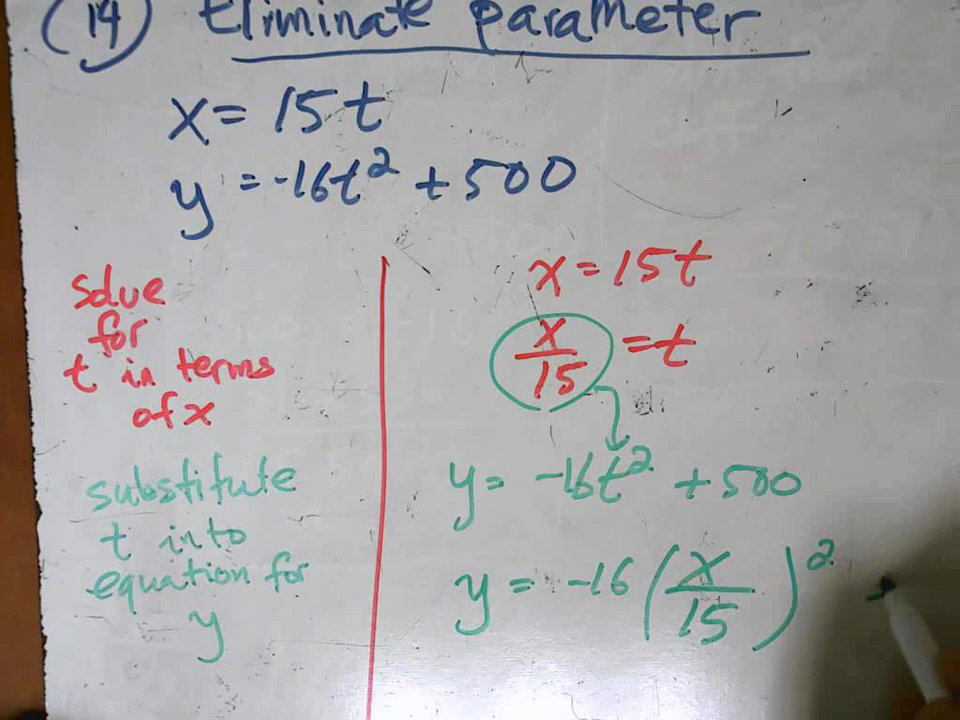 (14) Eliminate parameter
x = 15t
y = -16t² + 500
solve
for
t in terms
of x
x = 15t
x/15 = t
substitute
t into
equation for
y
y = -16t² + 500
y = -16(x/15)²